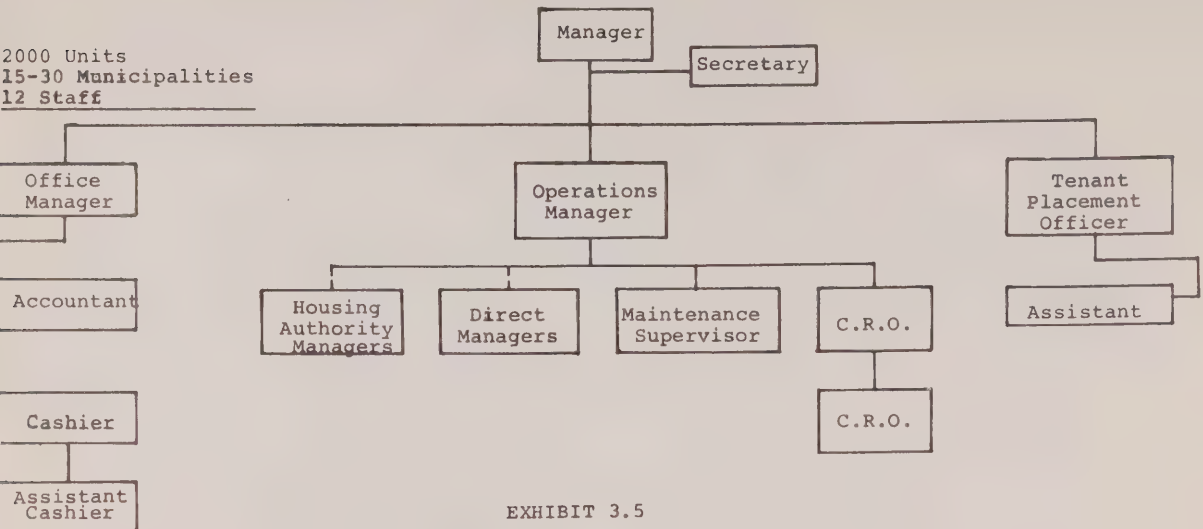 Manager
Secretary
2000 Units
15-30 Municipalities
12 Staff
Office
Manager
Operations
Manager
Tenant
Placement
Officer
Accountant
Housing
Authority
Managers
Direct
Managers
Maintenance
Supervisor
C.R.O.
Assistant
Cashier
C.R.O.
Assistant
Cashier
EXHIBIT 3.5